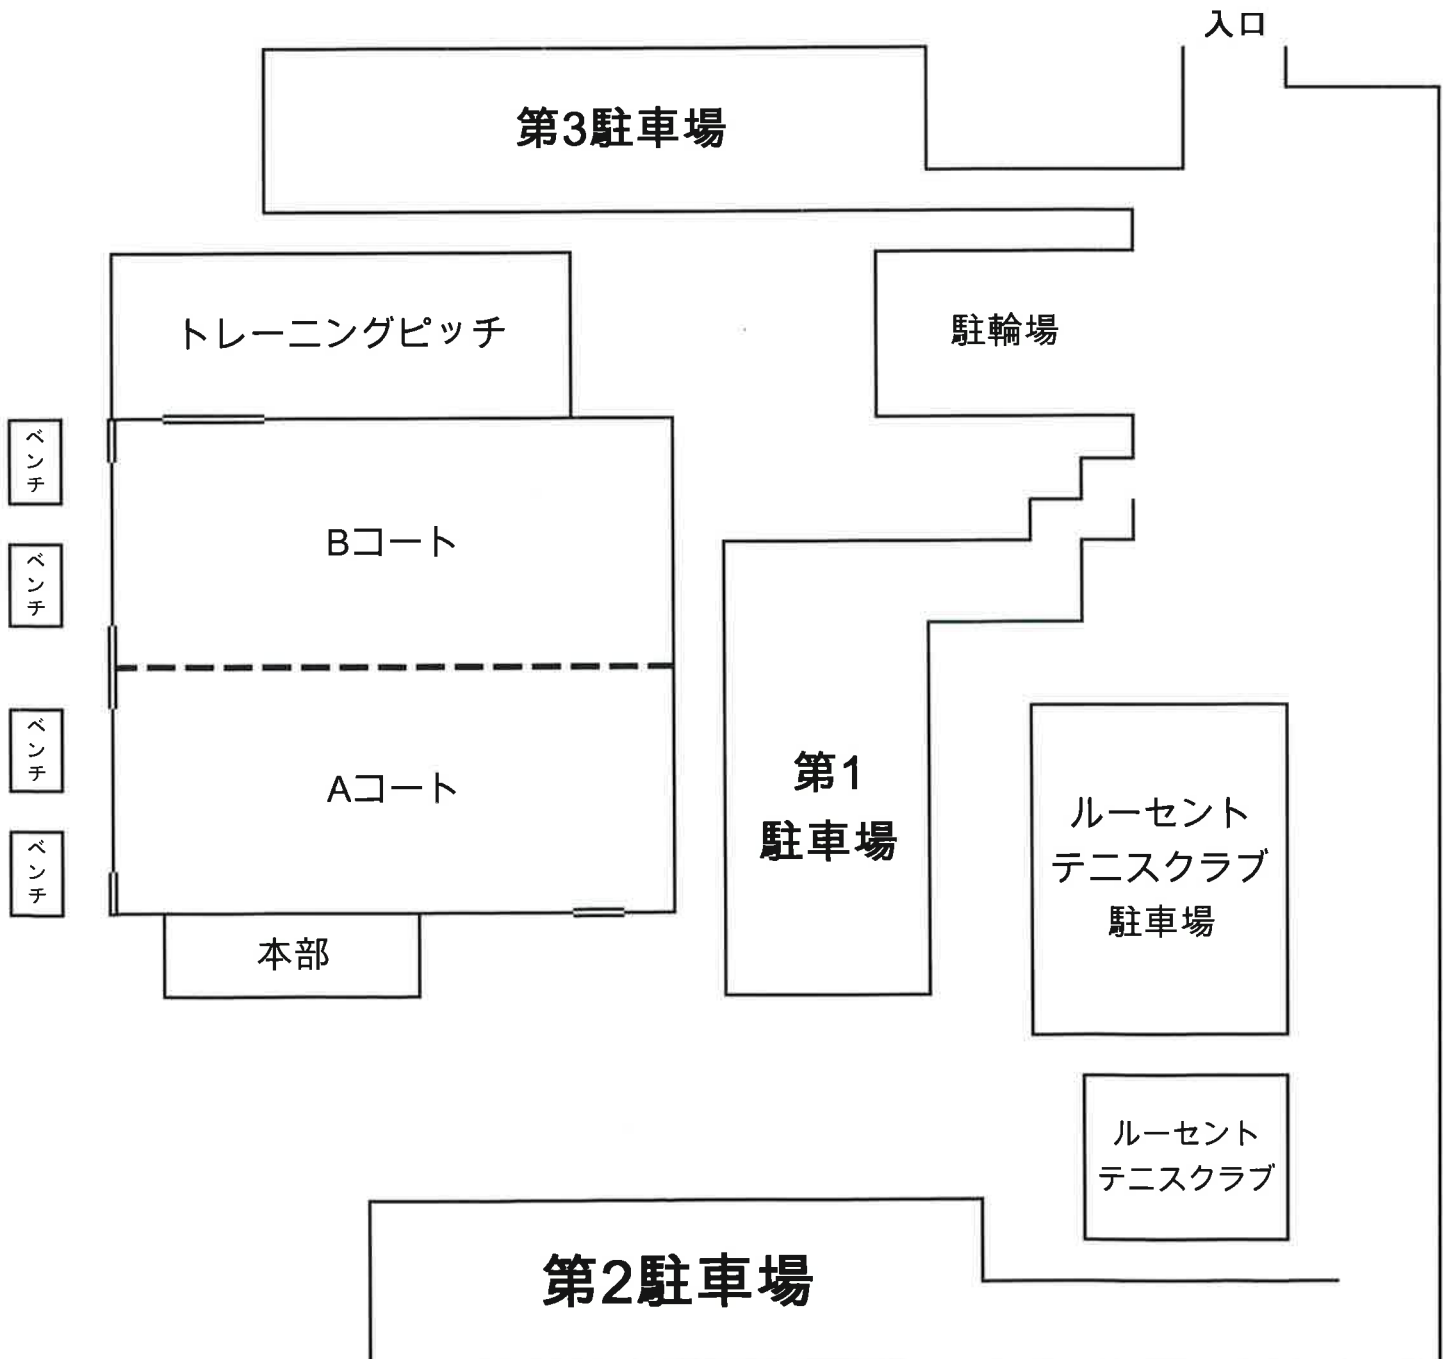 入口
第3駐車場
トレーニングピッチ
駐輪場
ベンチ
Bコート
ベンチ
ベンチ
Aコート
第1
駐車場
ルーセント
テニスクラブ
駐車場
ベンチ
本部
ルーセント
テニスクラブ
第2駐車場